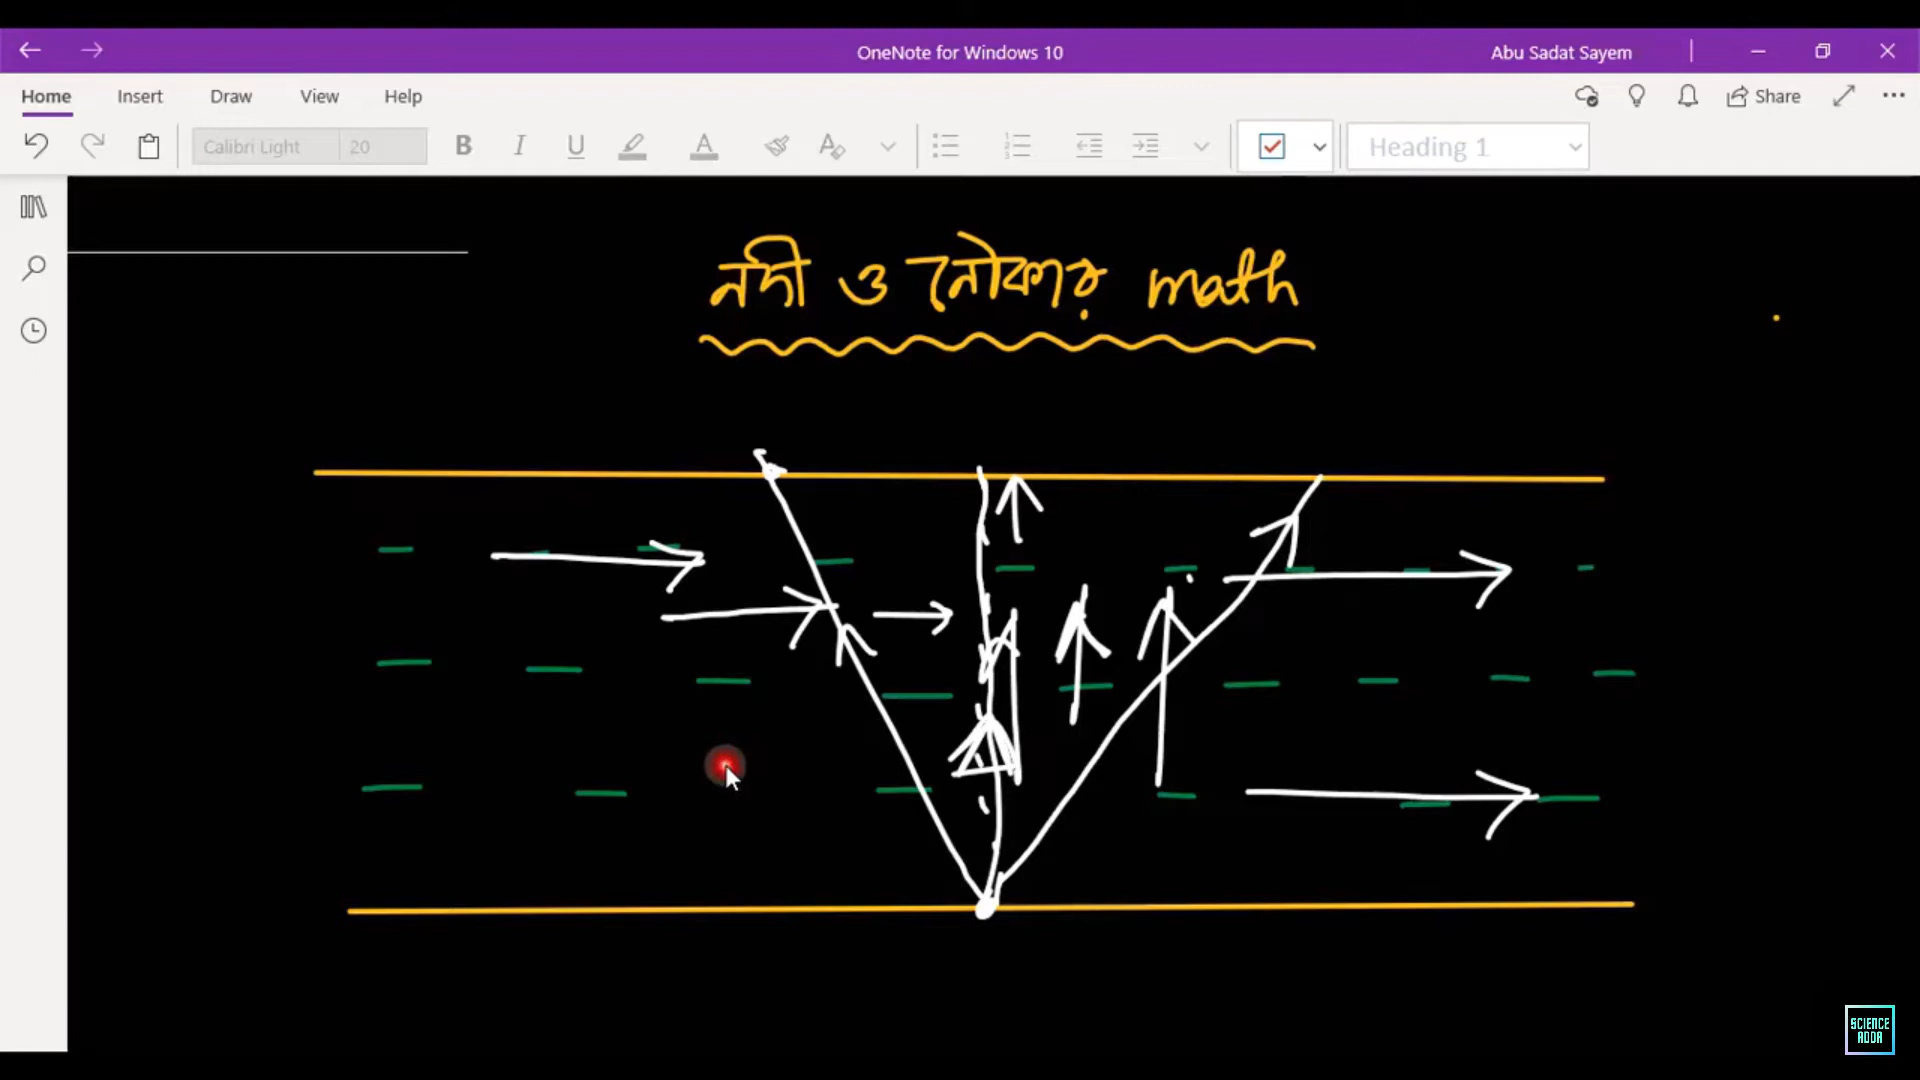 OneNote for Windows 10
Abu Sadat Sayem
Home Insert Draw View Help
Share
Calibri Light 20 B I U A A Heading 1
নদী ও নৌকার math
SCIENCE
ADDA